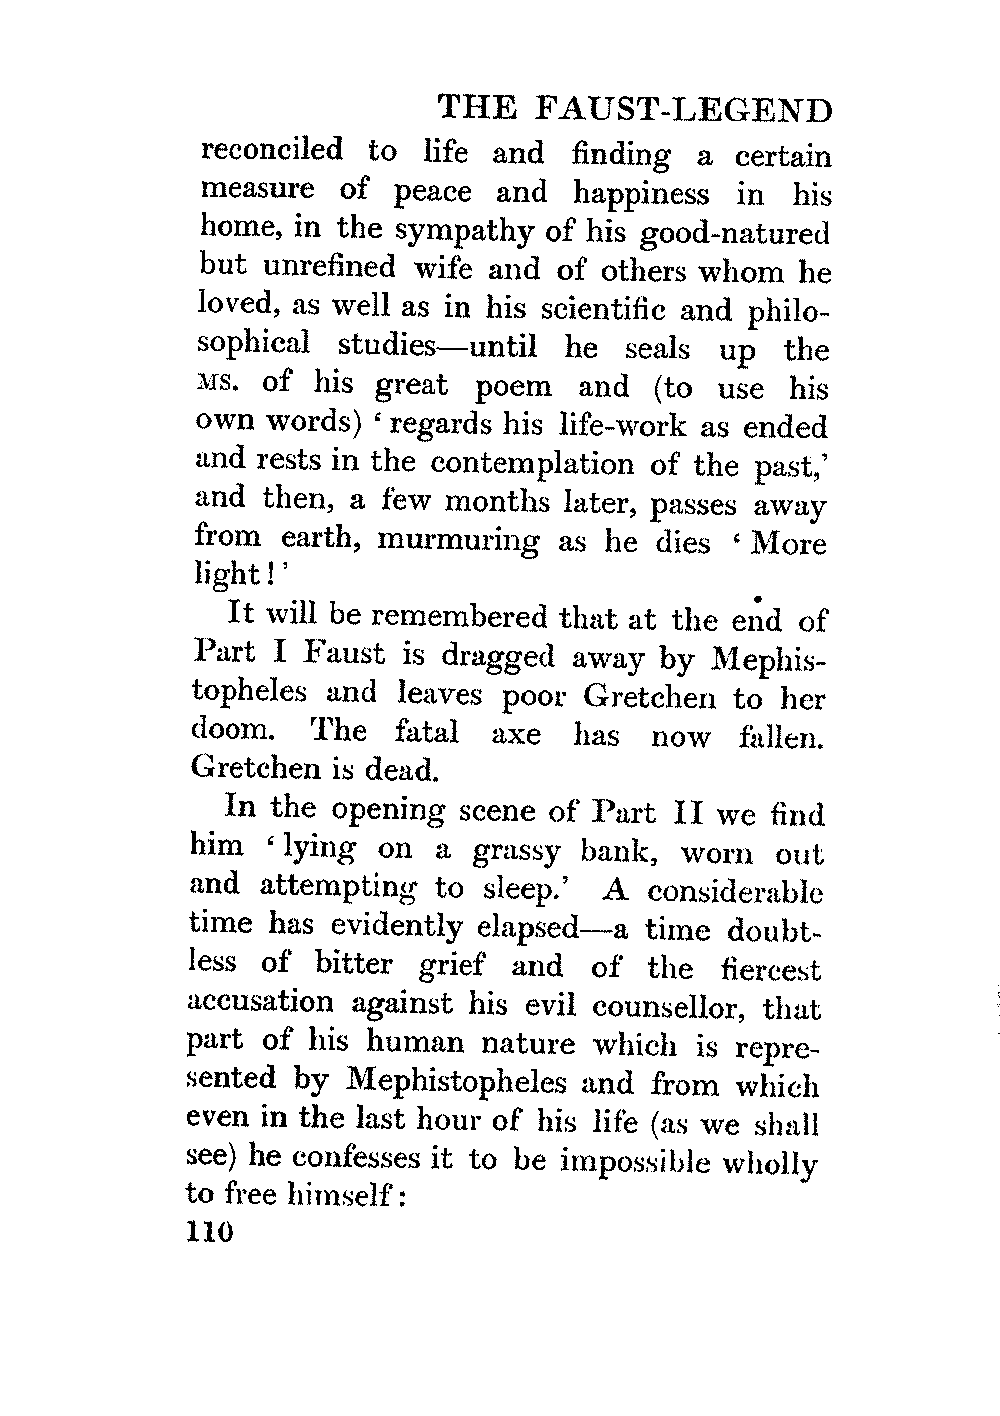 THE FAUST-LEGEND
reconciled to life and finding a certain
measure of peace and happiness in his
home, in the sympathy of his good-natured
but unrefined wife and of others whom he
loved, as well as in his scientific and philo-
sophical studies—until he seals up the
MS. of his great poem and (to use his
own words) ‘regards his life-work as ended
and rests in the contemplation of the past,’
and then, a few months later, passes away
from earth, murmuring as he dies ‘More
light!’
It will be remembered that at the end of
Part I Faust is dragged away by Mephis-
topheles and leaves poor Gretchen to her
doom. The fatal axe has now fallen.
Gretchen is dead.
In the opening scene of Part II we find
him ‘lying on a grassy bank, worn out
and attempting to sleep.’ A considerable
time has evidently elapsed—a time doubt-
less of bitter grief and of the fiercest
accusation against his evil counsellor, that
part of his human nature which is repre-
sented by Mephistopheles and from which
even in the last hour of his life (as we shall
see) he confesses it to be impossible wholly
to free himself:
110